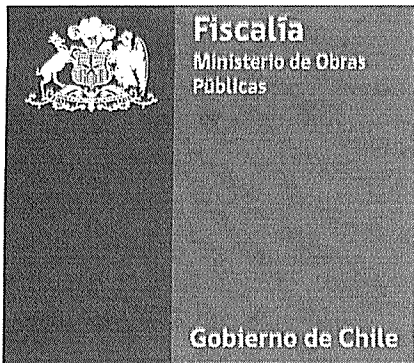 Fiscalía
Ministerio de Obras
Públicas
Gobierno de Chile